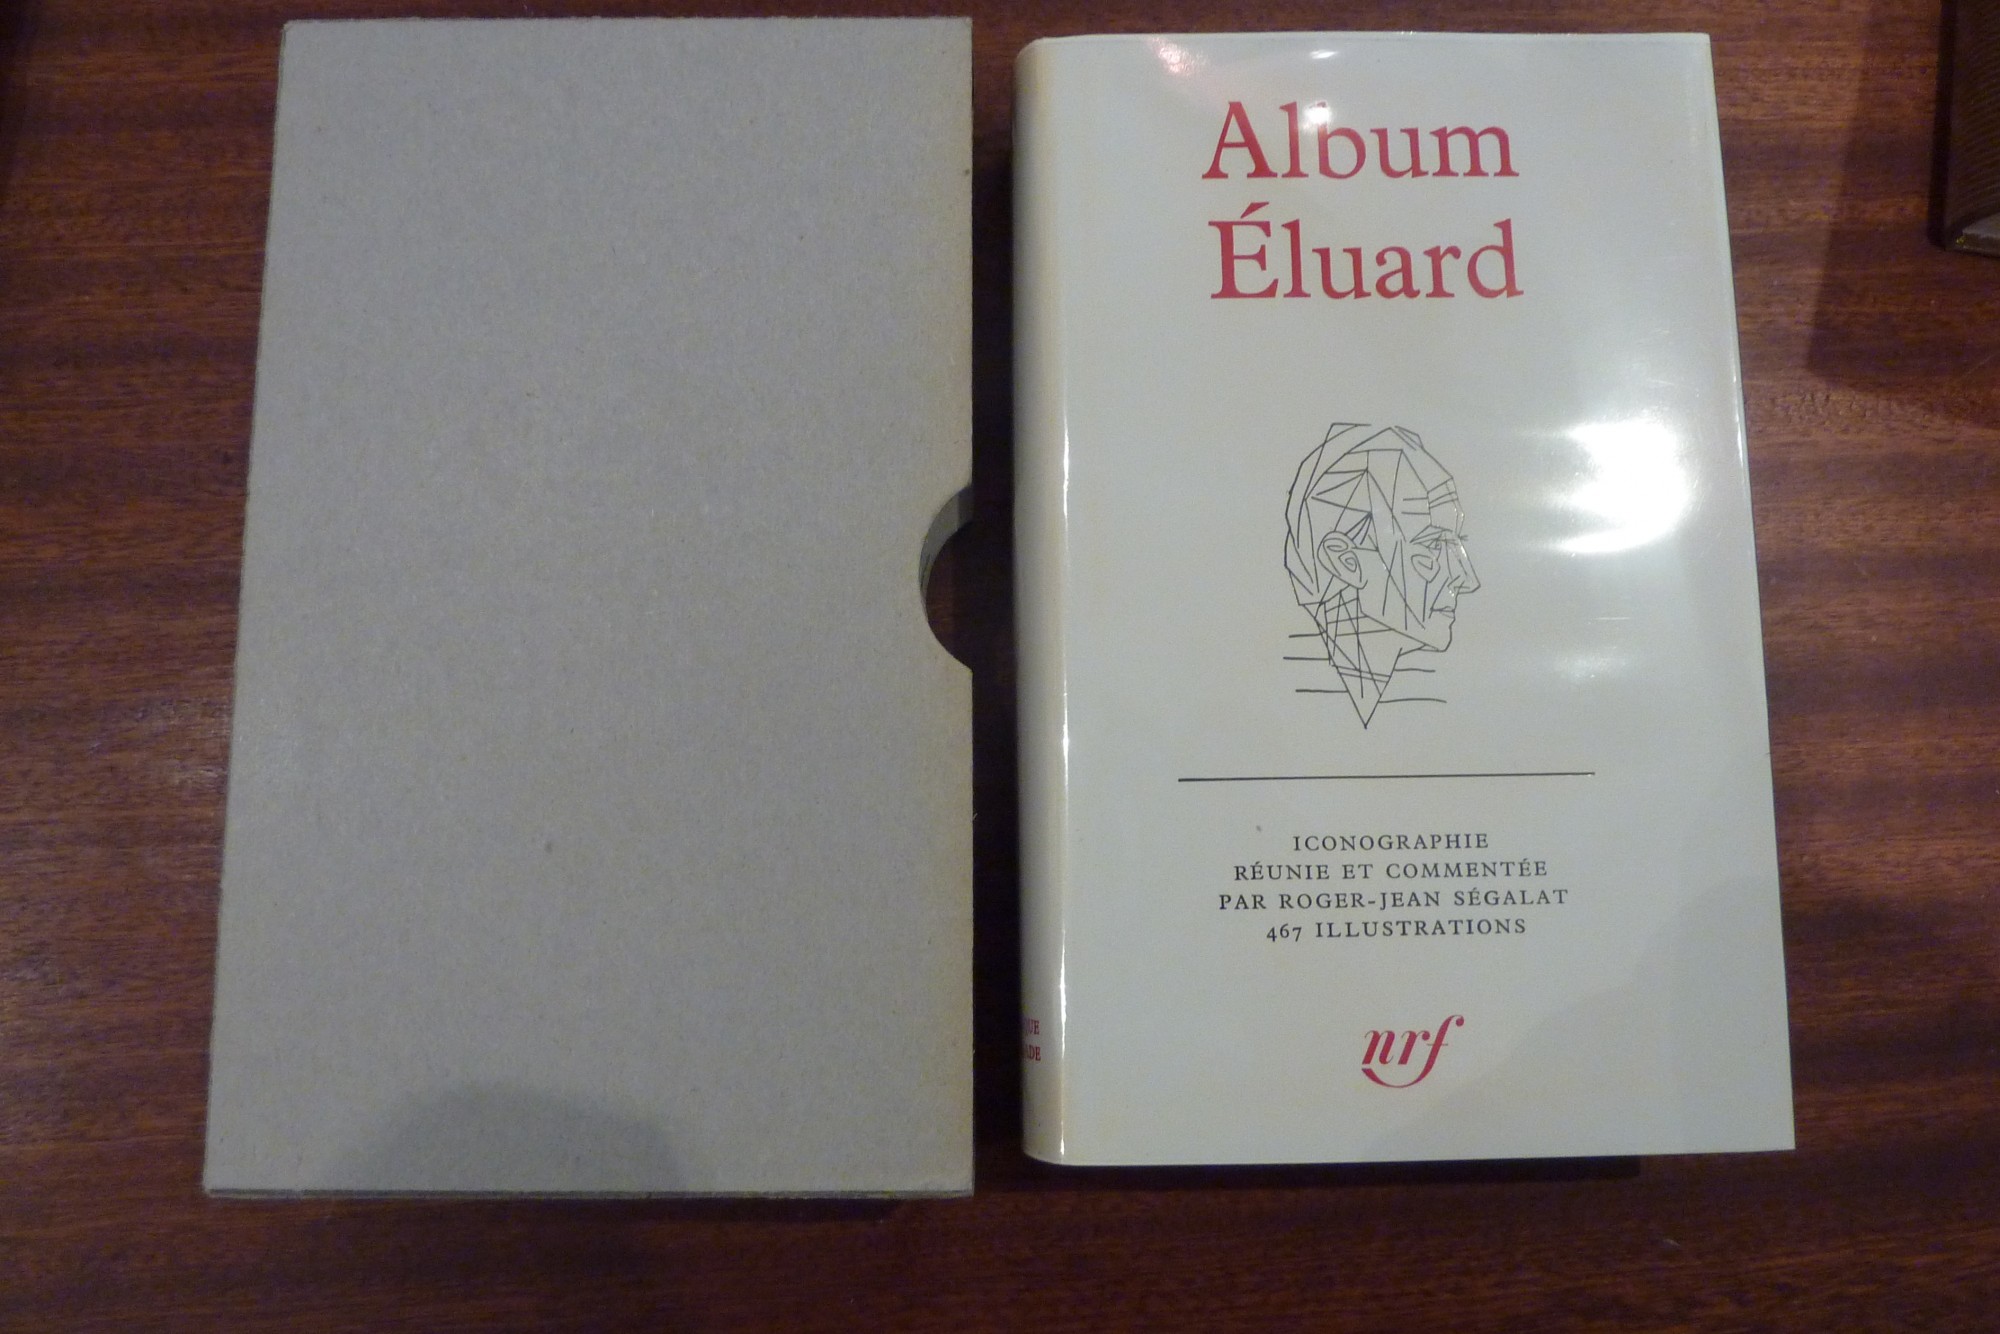 Album
Éluard
ICONOGRAPHIE
RÉUNIE ET COMMENTÉE
PAR ROGER-JEAN SÉGALAT
467 ILLUSTRATIONS
nrf